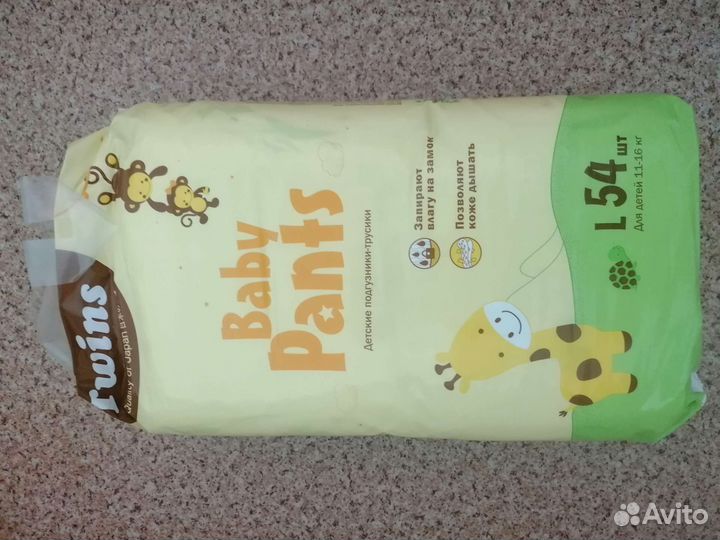 Twins
Quality of Japan
Baby
Pants
Детские подгузники-трусики
Запирают
влагу на замок
Позволяют
коже дышать
L 54 шт
Для детей 11-16 кг
Avito